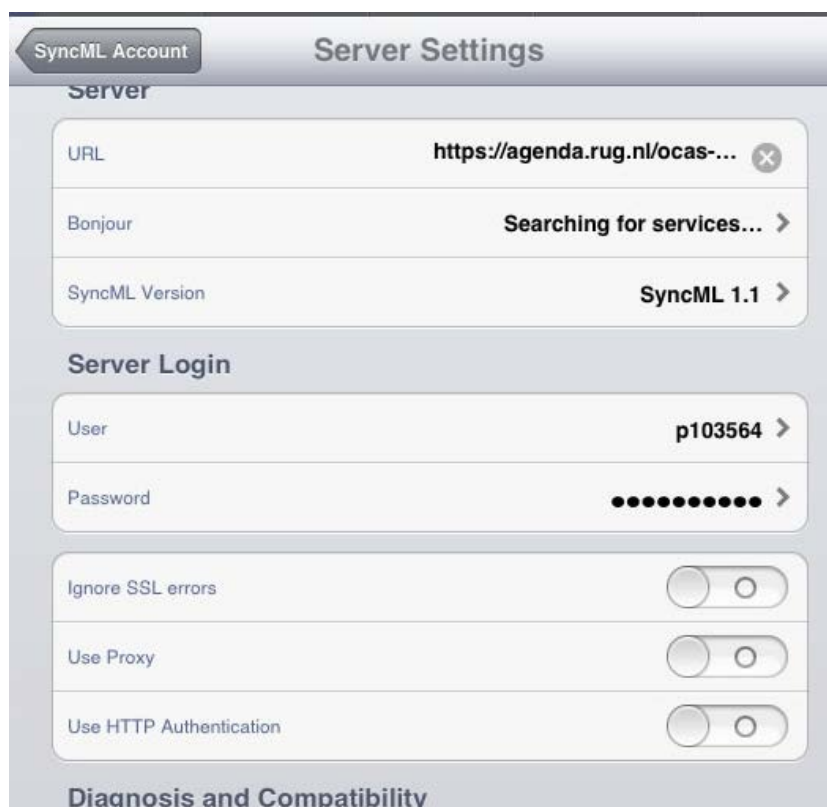 SyncML Account
Server Settings
Server
URL https://agenda.rug.nl/ocas-...
Bonjour Searching for services...
SyncML Version SyncML 1.1
Server Login
User p103564
Password ●●●●●●●●●●
Ignore SSL errors
Use Proxy
Use HTTP Authentication
Diagnosis and Compatibility